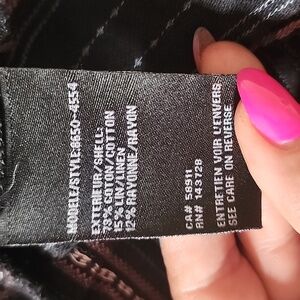 MODELE/STYLE:8650-4554
EXTERIEUR/SHELL:
73% COTON/COTTON
15% LIN/LINEN
12% RAYONNE/RAYON
CA# 58911
RN# 143728
ENTRETIEN VOIR L'ENVERS
SEE CARE ON REVERSE